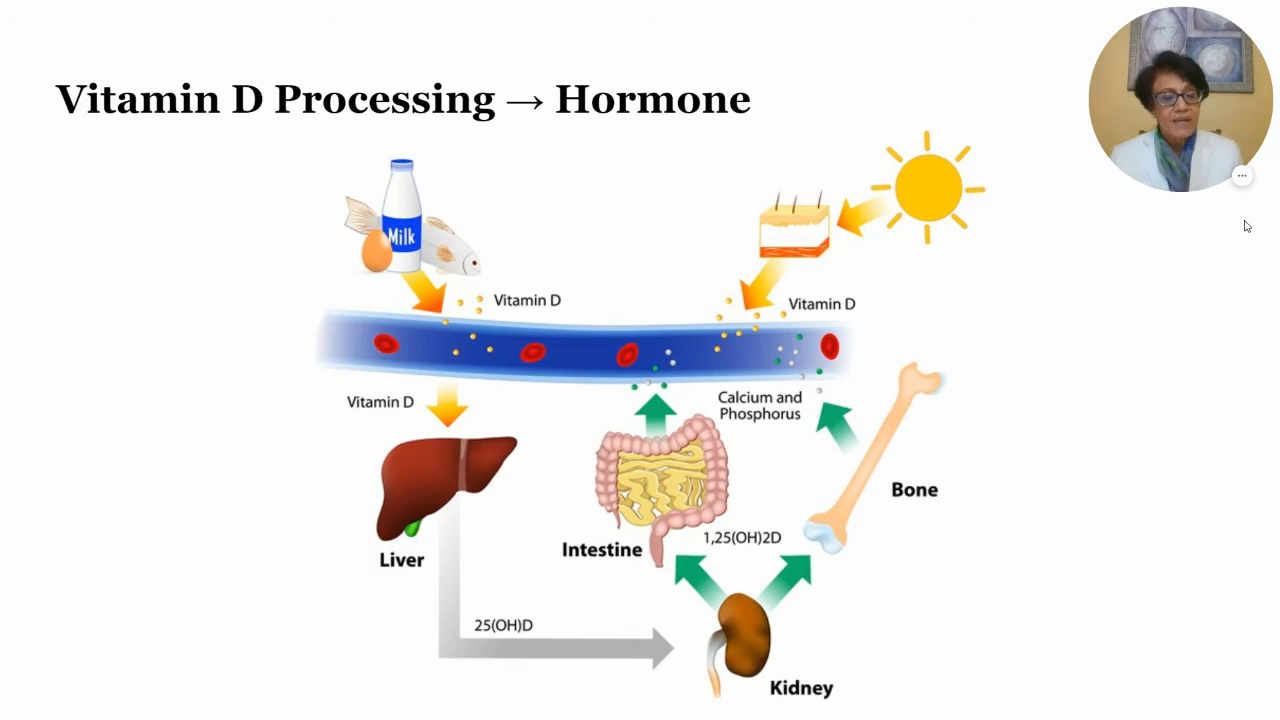 Vitamin D Processing → Hormone
Milk
Vitamin D
Vitamin D
Vitamin D
Calcium and
Phosphorus
Bone
1,25(OH)2D
Intestine
Liver
25(OH)D
Kidney